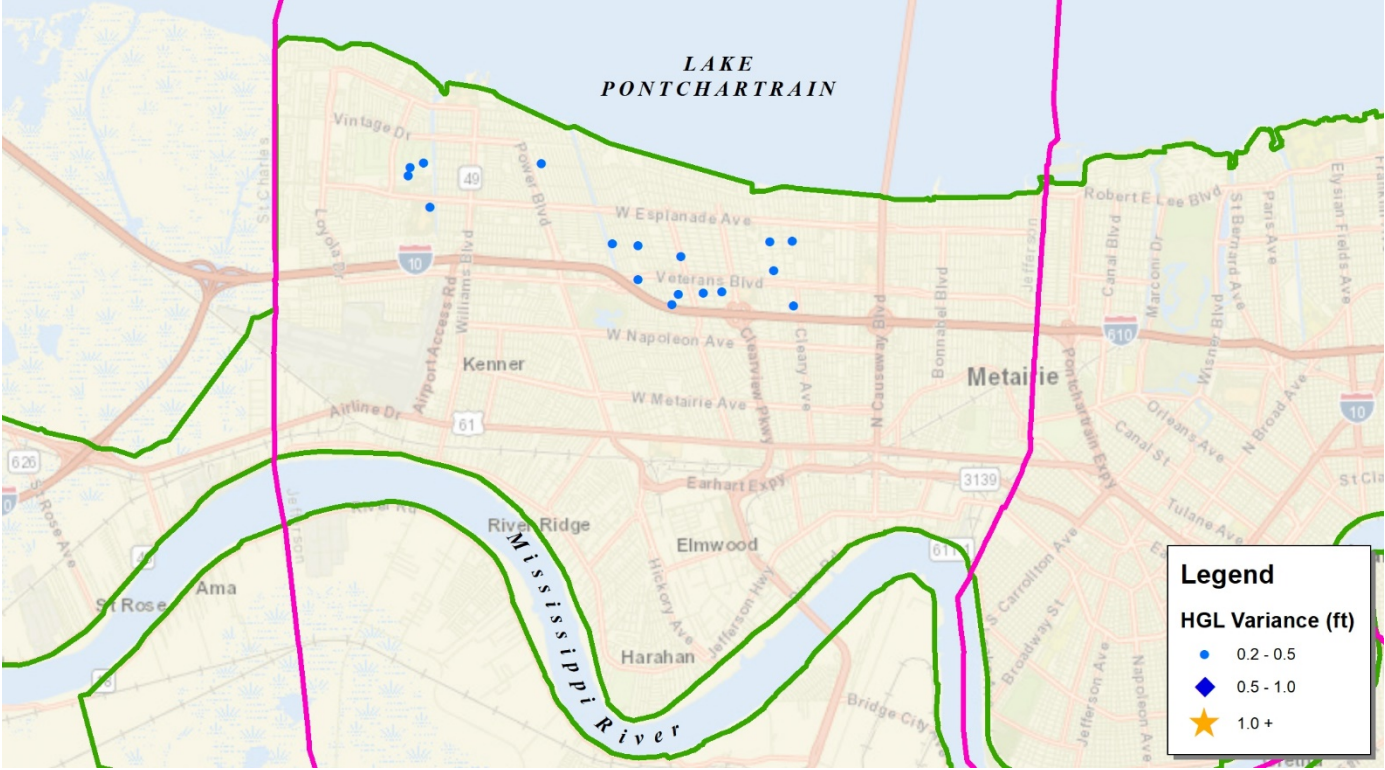 LAKE
PONTCHARTRAIN
Vintage Dr
St Charles
49
Power Blvd
Robert E Lee Blvd
Elysian Fields Ave
Paris Ave
St Bernard Ave
W Esplanade Ave
Loyola Dr
10
Williams Blvd
Veterans Blvd
Jefferson
Canal Blvd
Marconi Dr
Wisner Blvd
Airport Access Rd
W Napoleon Ave
Clearview Pkwy
Cleary Ave
N Causeway Blvd
Bonnabel Blvd
610
Kenner
Metairie
Pontchartrain Expy
N Broad Ave
10
W Metairie Ave
Airline Dr
61
Orleans Ave
Canal St
626
St Rose Ave
Earhart Expy
3139
St Cla
Tulane Ave
Jefferson
River Rd
River Ridge
Elmwood
Mississippi River
Hickory Ave
Jefferson Hwy
S Carrollton Ave
Broadway St
Ama
St Rose
Harahan
Bridge City Av
Jefferson Ave
Napoleon Ave
Legend
HGL Variance (ft)
0.2 - 0.5
0.5 - 1.0
1.0 +